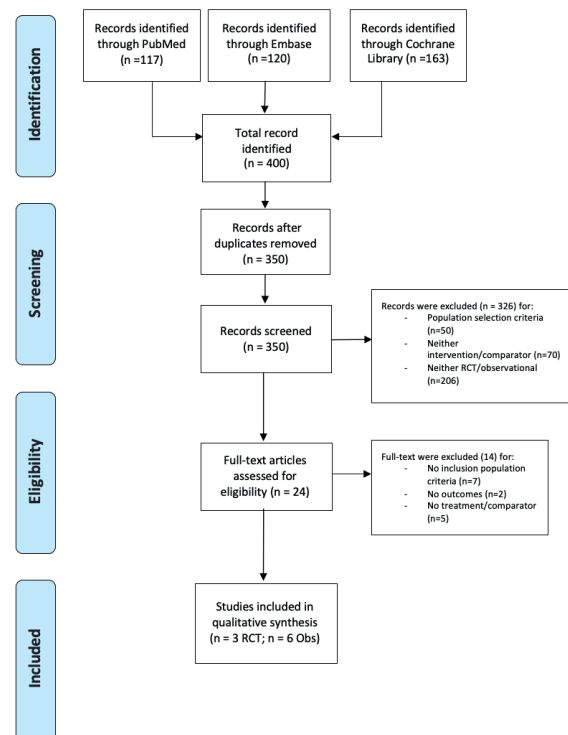 Identification
Records identified
through PubMed
(n =117)
Records identified
through Embase
(n =120)
Records identified
through Cochrane
Library (n =163)
Total record
identified
(n = 400)
Screening
Records after
duplicates removed
(n = 350)
Records screened
(n = 350)
Records were excluded (n = 326) for:
- Population selection criteria
(n=50)
- Neither
intervention/comparator (n=70)
- Neither RCT/observational
(n=206)
Eligibility
Full-text articles
assessed for
eligibility (n = 24)
Full-text were excluded (14) for:
- No inclusion population
criteria (n=7)
- No outcomes (n=2)
- No treatment/comparator
(n=5)
Included
Studies included in
qualitative synthesis
(n = 3 RCT; n = 6 Obs)